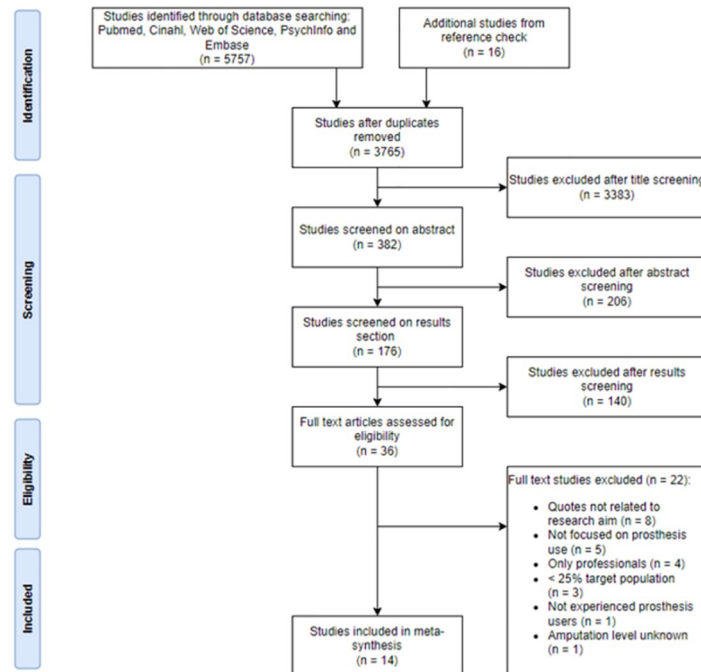 Studies identified through database searching:
Pubmed, Cinahl, Web of Science, PsychInfo and
Embase
(n = 5757)
Additional studies from
reference check
(n = 16)
Identification
Studies after duplicates
removed
(n = 3765)
Studies excluded after title screening
(n = 3383)
Screening
Studies screened on abstract
(n = 382)
Studies excluded after abstract
screening
(n = 206)
Studies screened on results
section
(n = 176)
Studies excluded after results
screening
(n = 140)
Full text articles assessed for
eligibility
(n = 36)
Eligibility
Full text studies excluded (n = 22):
• Quotes not related to
research aim (n = 8)
• Not focused on prosthesis
use (n = 5)
• Only professionals (n = 4)
• < 25% target population
(n = 3)
• Not experienced prosthesis
users (n = 1)
• Amputation level unknown
(n = 1)
Included
Studies included in meta-
synthesis
(n = 14)